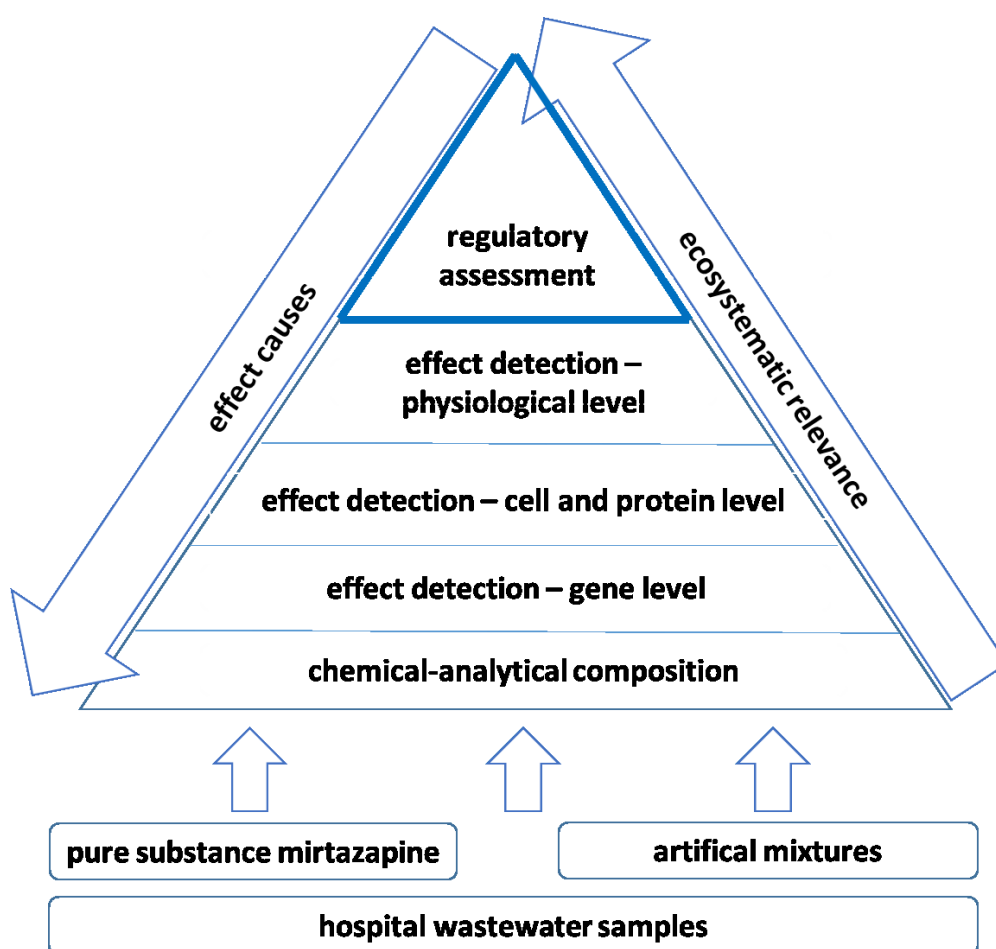 regulatory
assessment
effect causes
ecosystematic relevance
effect detection –
physiological level
effect detection – cell and protein level
effect detection – gene level
chemical-analytical composition
pure substance mirtazapine
artifical mixtures
hospital wastewater samples